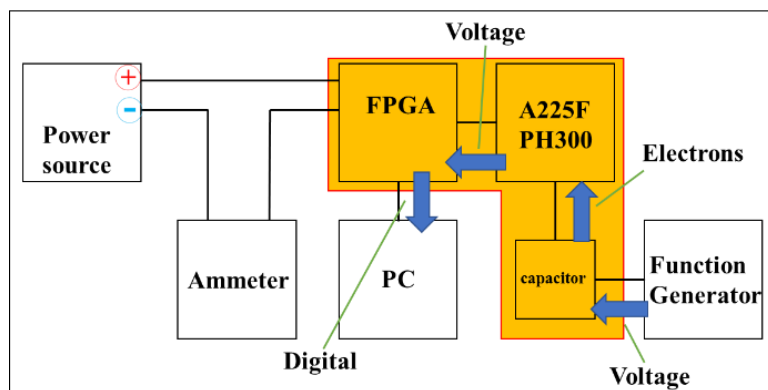 Voltage
+
FPGA
A225F
PH300
-
Power
source
Electrons
Ammeter
PC
capacitor
Function
Generator
Digital
Voltage